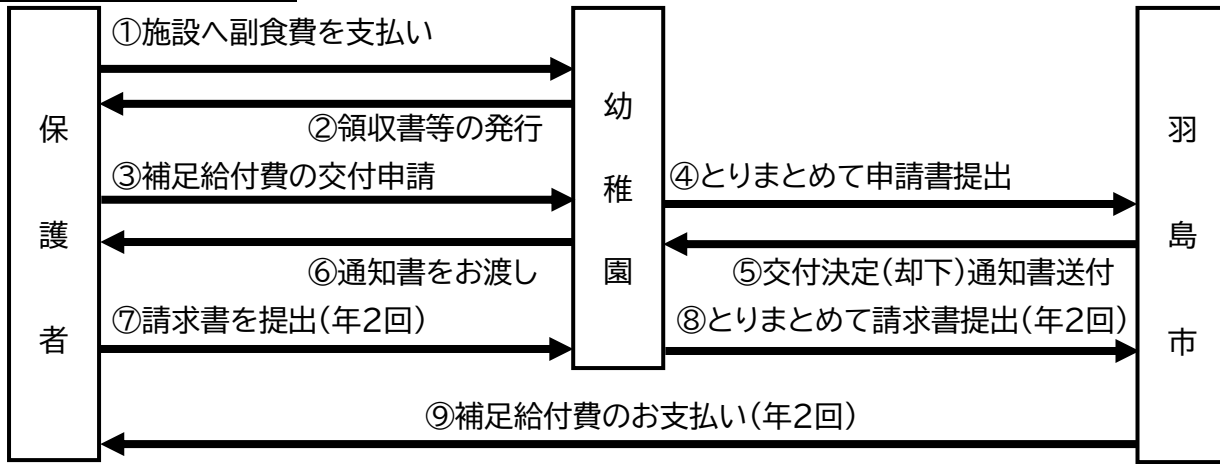 ①施設へ副食費を支払い
②領収書等の発行
③補足給付費の交付申請
④とりまとめて申請書提出
⑤交付決定(却下)通知書送付
⑥通知書をお渡し
⑦請求書を提出(年2回)
⑧とりまとめて請求書提出(年2回)
⑨補足給付費のお支払い(年2回)
保護者
幼稚園
羽島市